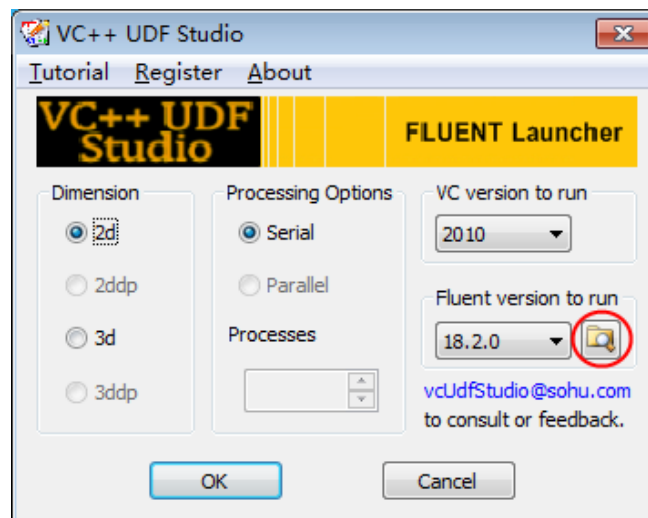 VC++ UDF Studio
Tutorial Register About
VC++ UDF
Studio
FLUENT Launcher
Dimension
2d
2ddp
3d
3ddp
Processing Options
Serial
Parallel
Processes
VC version to run
2010
Fluent version to run
18.2.0
vcUdfStudio@sohu.com
to consult or feedback.
OK
Cancel